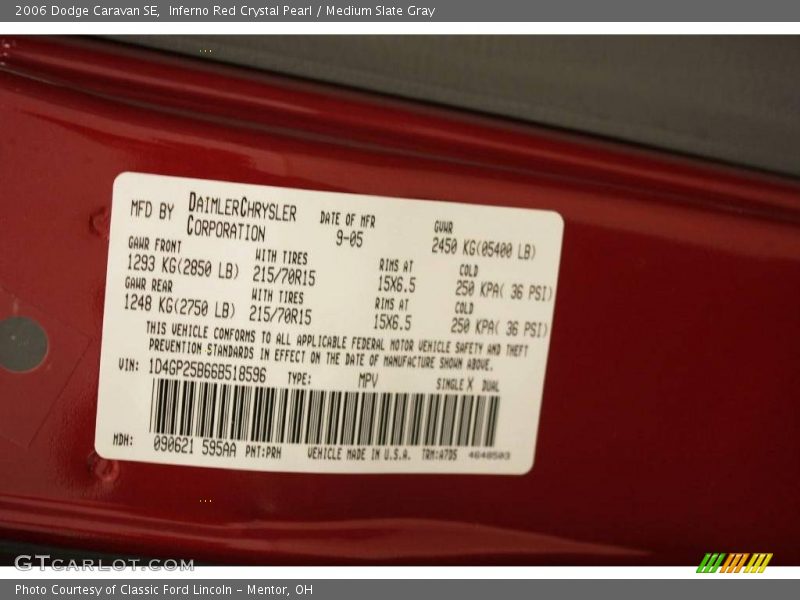 2006 Dodge Caravan SE, Inferno Red Crystal Pearl / Medium Slate Gray
MFD BY DAIMLERCHRYSLER CORPORATION
DATE OF MFR
9-05
GVWR
2450 KG(05400 LB)
GAWR FRONT
1293 KG(2850 LB)
WITH TIRES
215/70R15
RIMS AT
15X6.5
COLD
250 KPA( 36 PSI)
GAWR REAR
1248 KG(2750 LB)
WITH TIRES
215/70R15
RIMS AT
15X6.5
COLD
250 KPA( 36 PSI)
THIS VEHICLE CONFORMS TO ALL APPLICABLE FEDERAL MOTOR VEHICLE SAFETY AND THEFT
PREVENTION STANDARDS IN EFFECT ON THE DATE OF MANUFACTURE SHOWN ABOVE.
VIN: 1D4GP25B66B518596 TYPE: MPV SINGLE X DUAL
MDH: 090621 595AA PNT:PRH VEHICLE MADE IN U.S.A. TRM:A7DS 4648503
GTCARLOT.COM
Photo Courtesy of Classic Ford Lincoln - Mentor, OH